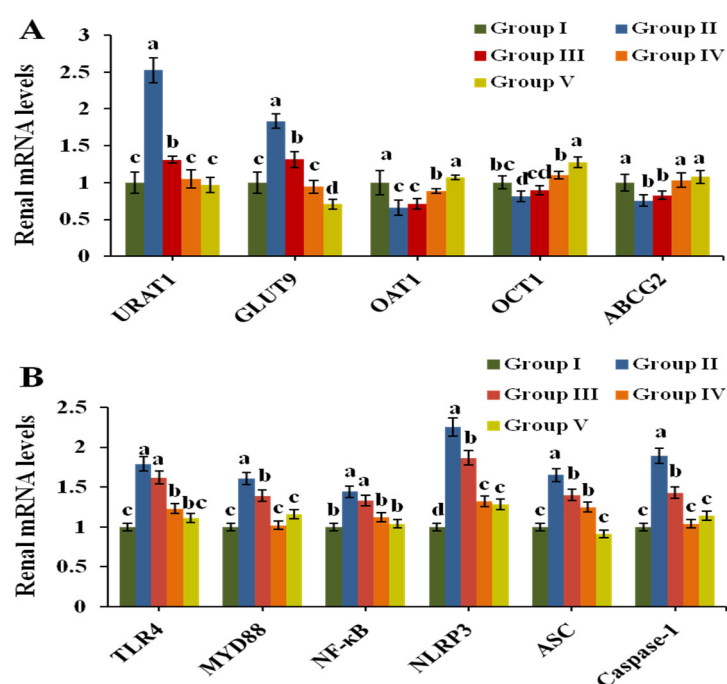 A
Group I
Group II
Group III
Group IV
Group V
Renal mRNA levels
3
2.5
2
1.5
1
0.5
0
c a b c c
c a b c d
a c c b a
bc d cd b a
a b b a a
URAT1
GLUT9
OAT1
OCT1
ABCG2
B
Group I
Group II
Group III
Group IV
Group V
Renal mRNA levels
2.5
2
1.5
1
0.5
0
c a a b bc
c a b c c
b a a b b
d a b c c
c a b b c
c a b c c
TLR4
MYD88
NF-κB
NLRP3
ASC
Caspase-1